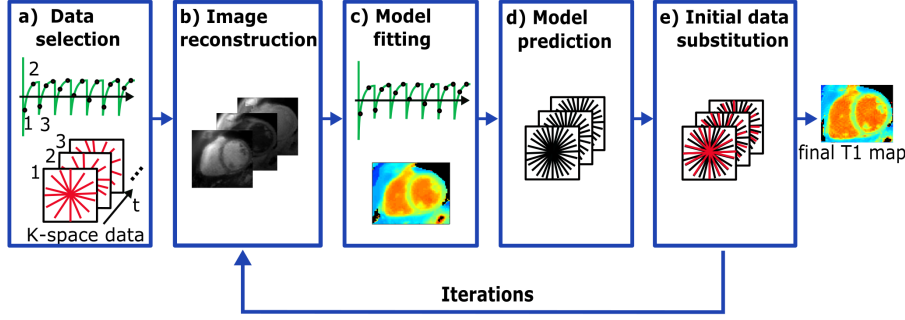 a) Data
selection
2
1 3
3
2
1
t
K-space data
b) Image
reconstruction
c) Model
fitting
d) Model
prediction
e) Initial data
substitution
final T1 map
Iterations